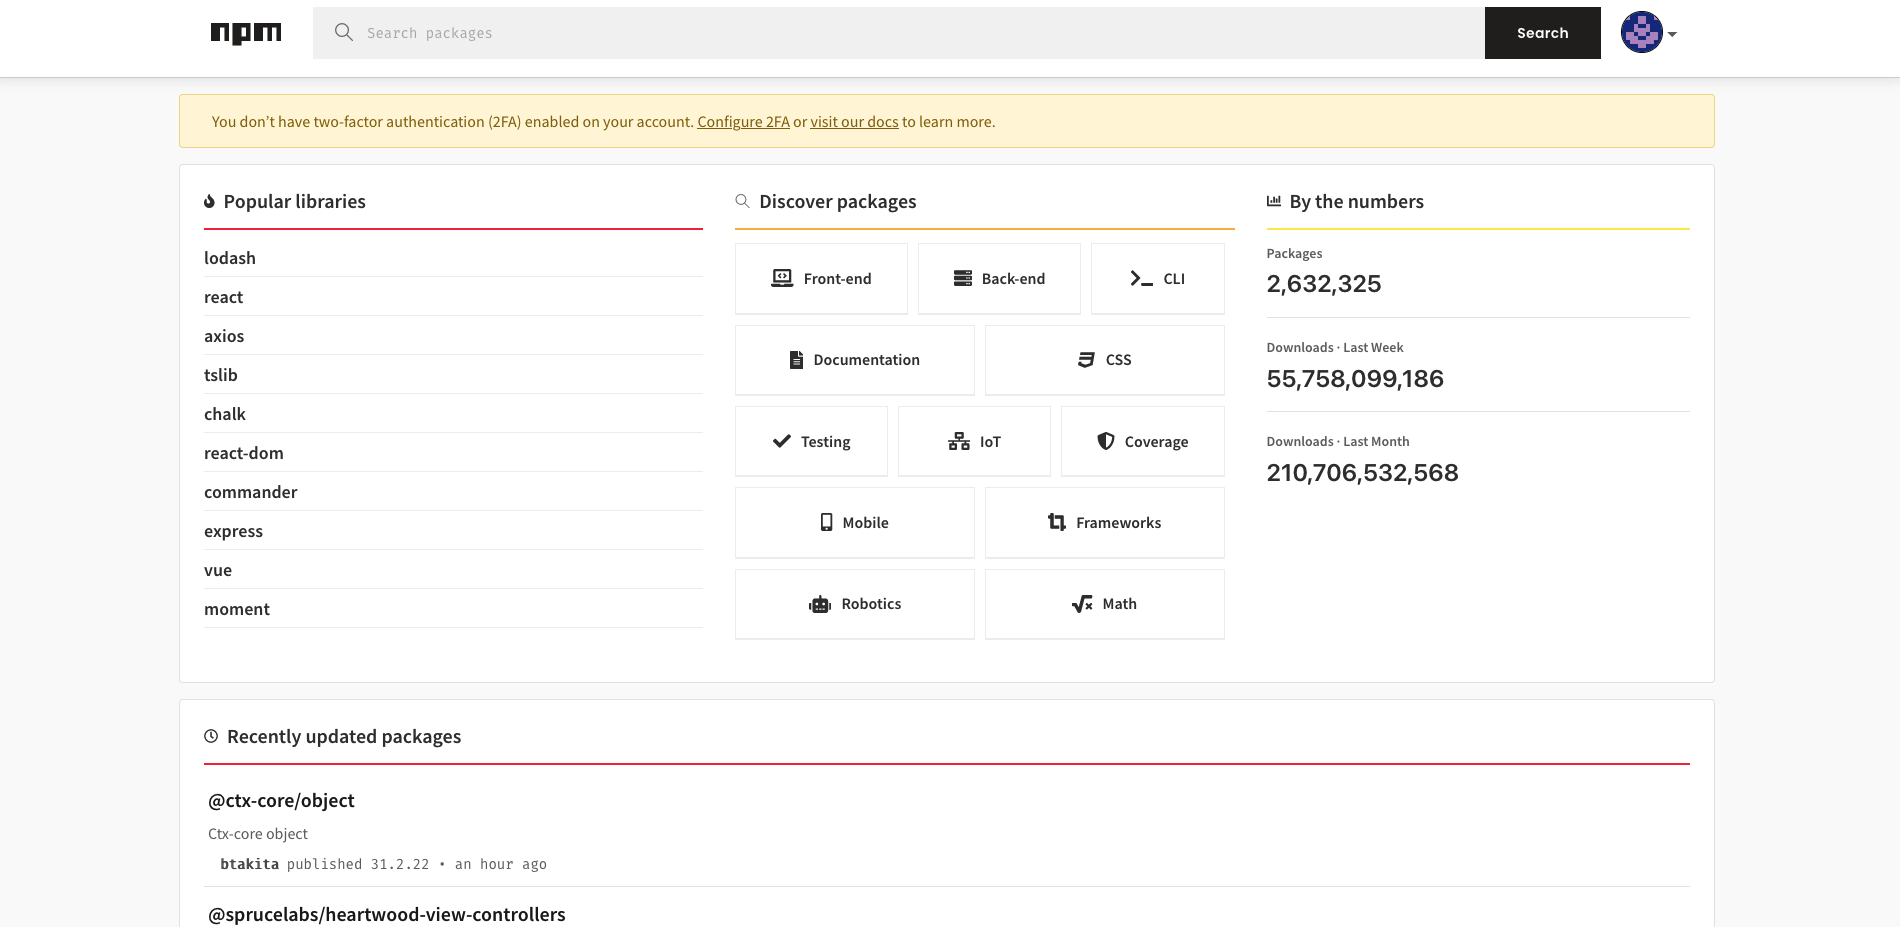 npm
Search packages
Search
You don’t have two-factor authentication (2FA) enabled on your account. Configure 2FA or visit our docs to learn more.
Popular libraries
lodash
react
axios
tslib
chalk
react-dom
commander
express
vue
moment
Discover packages
Front-end
Back-end
CLI
Documentation
CSS
Testing
IoT
Coverage
Mobile
Frameworks
Robotics
Math
By the numbers
Packages
2,632,325
Downloads · Last Week
55,758,099,186
Downloads · Last Month
210,706,532,568
Recently updated packages
@ctx-core/object
Ctx-core object
btakita published 31.2.22 • an hour ago
@sprucelabs/heartwood-view-controllers